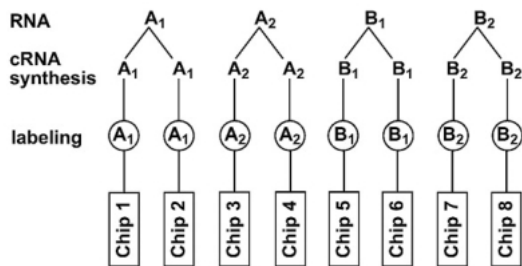 RNA A₁ A₂ B₁ B₂
cRNA synthesis A₁ A₁ A₂ A₂ B₁ B₁ B₂ B₂
labeling A₁ A₁ A₂ A₂ B₁ B₁ B₂ B₂
Chip 1 Chip 2 Chip 3 Chip 4 Chip 5 Chip 6 Chip 7 Chip 8